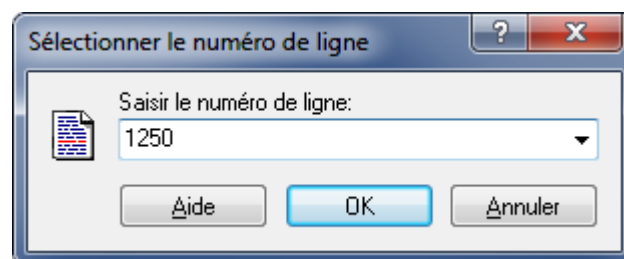 Sélectionner le numéro de ligne
Saisir le numéro de ligne:
1250
Aide OK Annuler